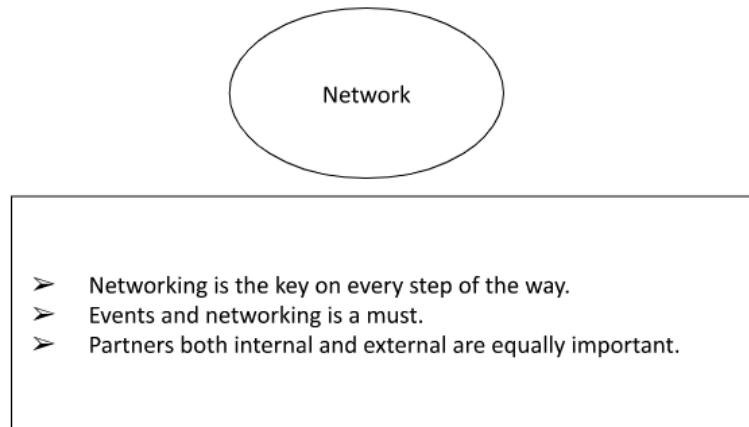 Network
➢ Networking is the key on every step of the way.
➢ Events and networking is a must.
➢ Partners both internal and external are equally important.